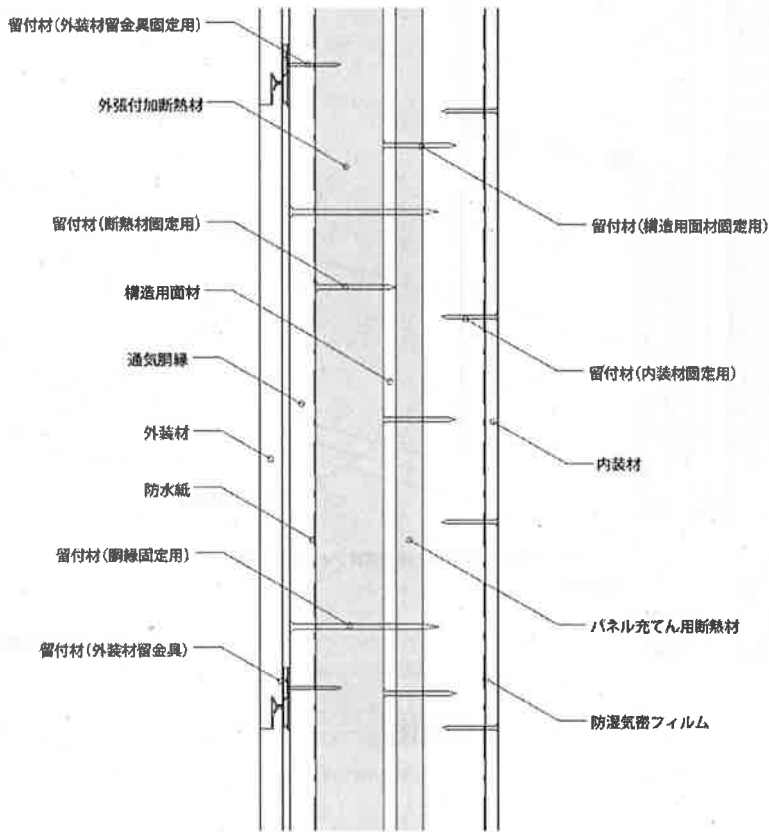 留付材(外装材留金具固定用)
外張付加断熱材
留付材(断熱材固定用)
構造用面材
通気胴縁
外装材
防水紙
留付材(胴縁固定用)
留付材(外装材留金具)
留付材(構造用面材固定用)
留付材(内装材固定用)
内装材
パネル充てん用断熱材
防湿気密フィルム